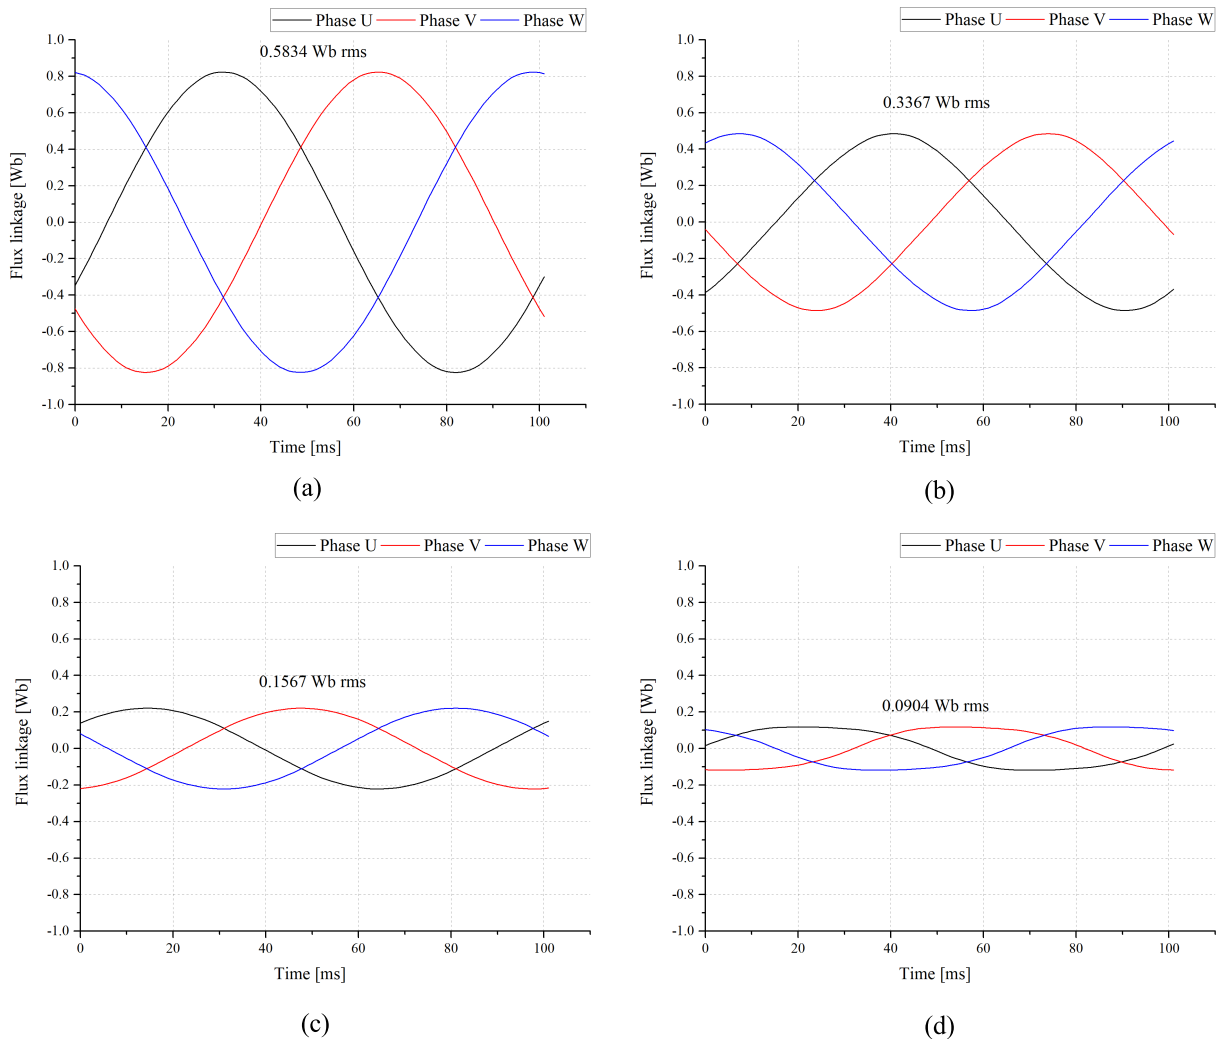 Phase U Phase V Phase W
0.5834 Wb rms
1.0
0.8
0.6
0.4
0.2
0.0
-0.2
-0.4
-0.6
-0.8
-1.0
Flux linkage [Wb]
0 20 40 60 80 100
Time [ms]
(a)
Phase U Phase V Phase W
0.3367 Wb rms
1.0
0.8
0.6
0.4
0.2
0.0
-0.2
-0.4
-0.6
-0.8
-1.0
Flux linkage [Wb]
0 20 40 60 80 100
Time [ms]
(b)
Phase U Phase V Phase W
0.1567 Wb rms
1.0
0.8
0.6
0.4
0.2
0.0
-0.2
-0.4
-0.6
-0.8
-1.0
Flux linkage [Wb]
0 20 40 60 80 100
Time [ms]
(c)
Phase U Phase V Phase W
0.0904 Wb rms
1.0
0.8
0.6
0.4
0.2
0.0
-0.2
-0.4
-0.6
-0.8
-1.0
Flux linkage [Wb]
0 20 40 60 80 100
Time [ms]
(d)